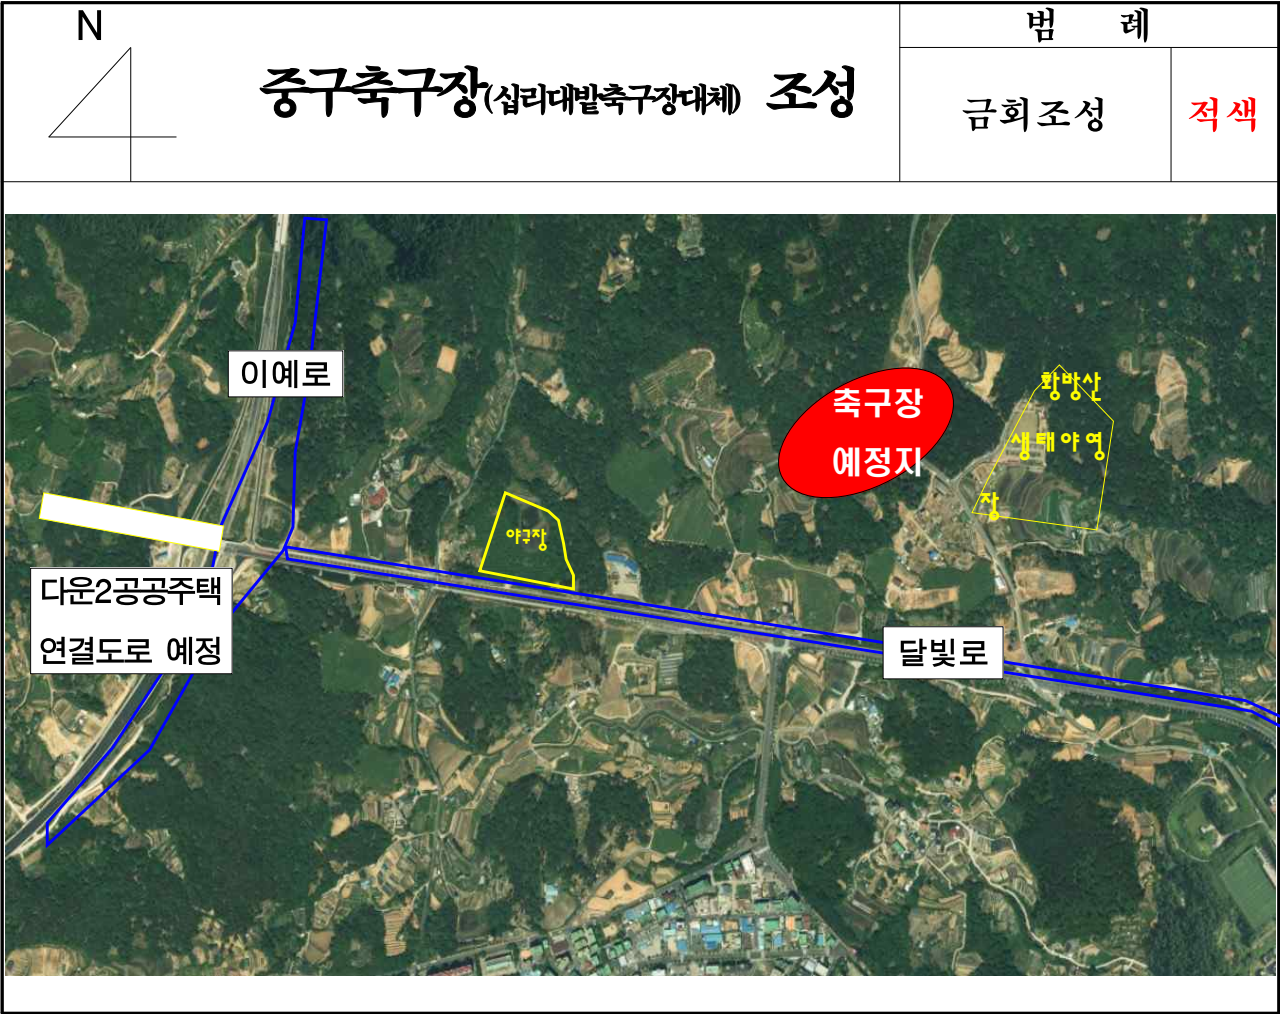 N
중구축구장(십리대밭축구장대체) 조성
범 례
금회조성
적색
이예로
축구장
예정지
황방산
생태야영
장
야구장
다운2공공주택
연결도로 예정
달빛로